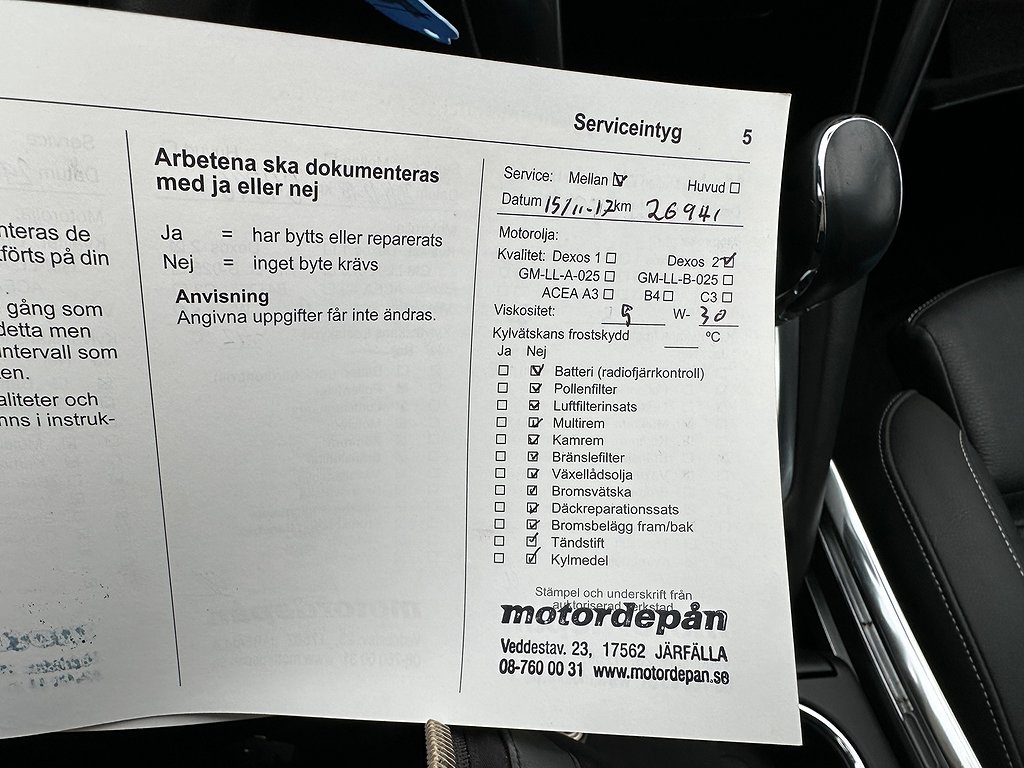 Serviceintyg 5
nteras de
förts på din
gång som
detta men
intervall som
en.
aliteter och
nns i instruk-
Arbetena ska dokumenteras
med ja eller nej
Ja = har bytts eller reparerats
Nej = inget byte krävs
Anvisning
Angivna uppgifter får inte ändras.
Service: Mellan Huvud
Datum 15/11-17 km 26941
Motorolja:
Kvalitet: Dexos 1 Dexos 2
GM-LL-A-025 GM-LL-B-025
ACEA A3 B4 C3
Viskositet: 5 W- 30
Kylvätskans frostskydd °C
Ja Nej
Batteri (radiofjärrkontroll)
Pollenfilter
Luftfilterinsats
Multirem
Kamrem
Bränslefilter
Växellådsolja
Bromsvätska
Däckreparationssats
Bromsbelägg fram/bak
Tändstift
Kylmedel
Stämpel och underskrift från
auktoriserad verkstad
motordepån
Veddestav. 23, 17562 JÄRFÄLLA
08-760 00 31 www.motordepan.se